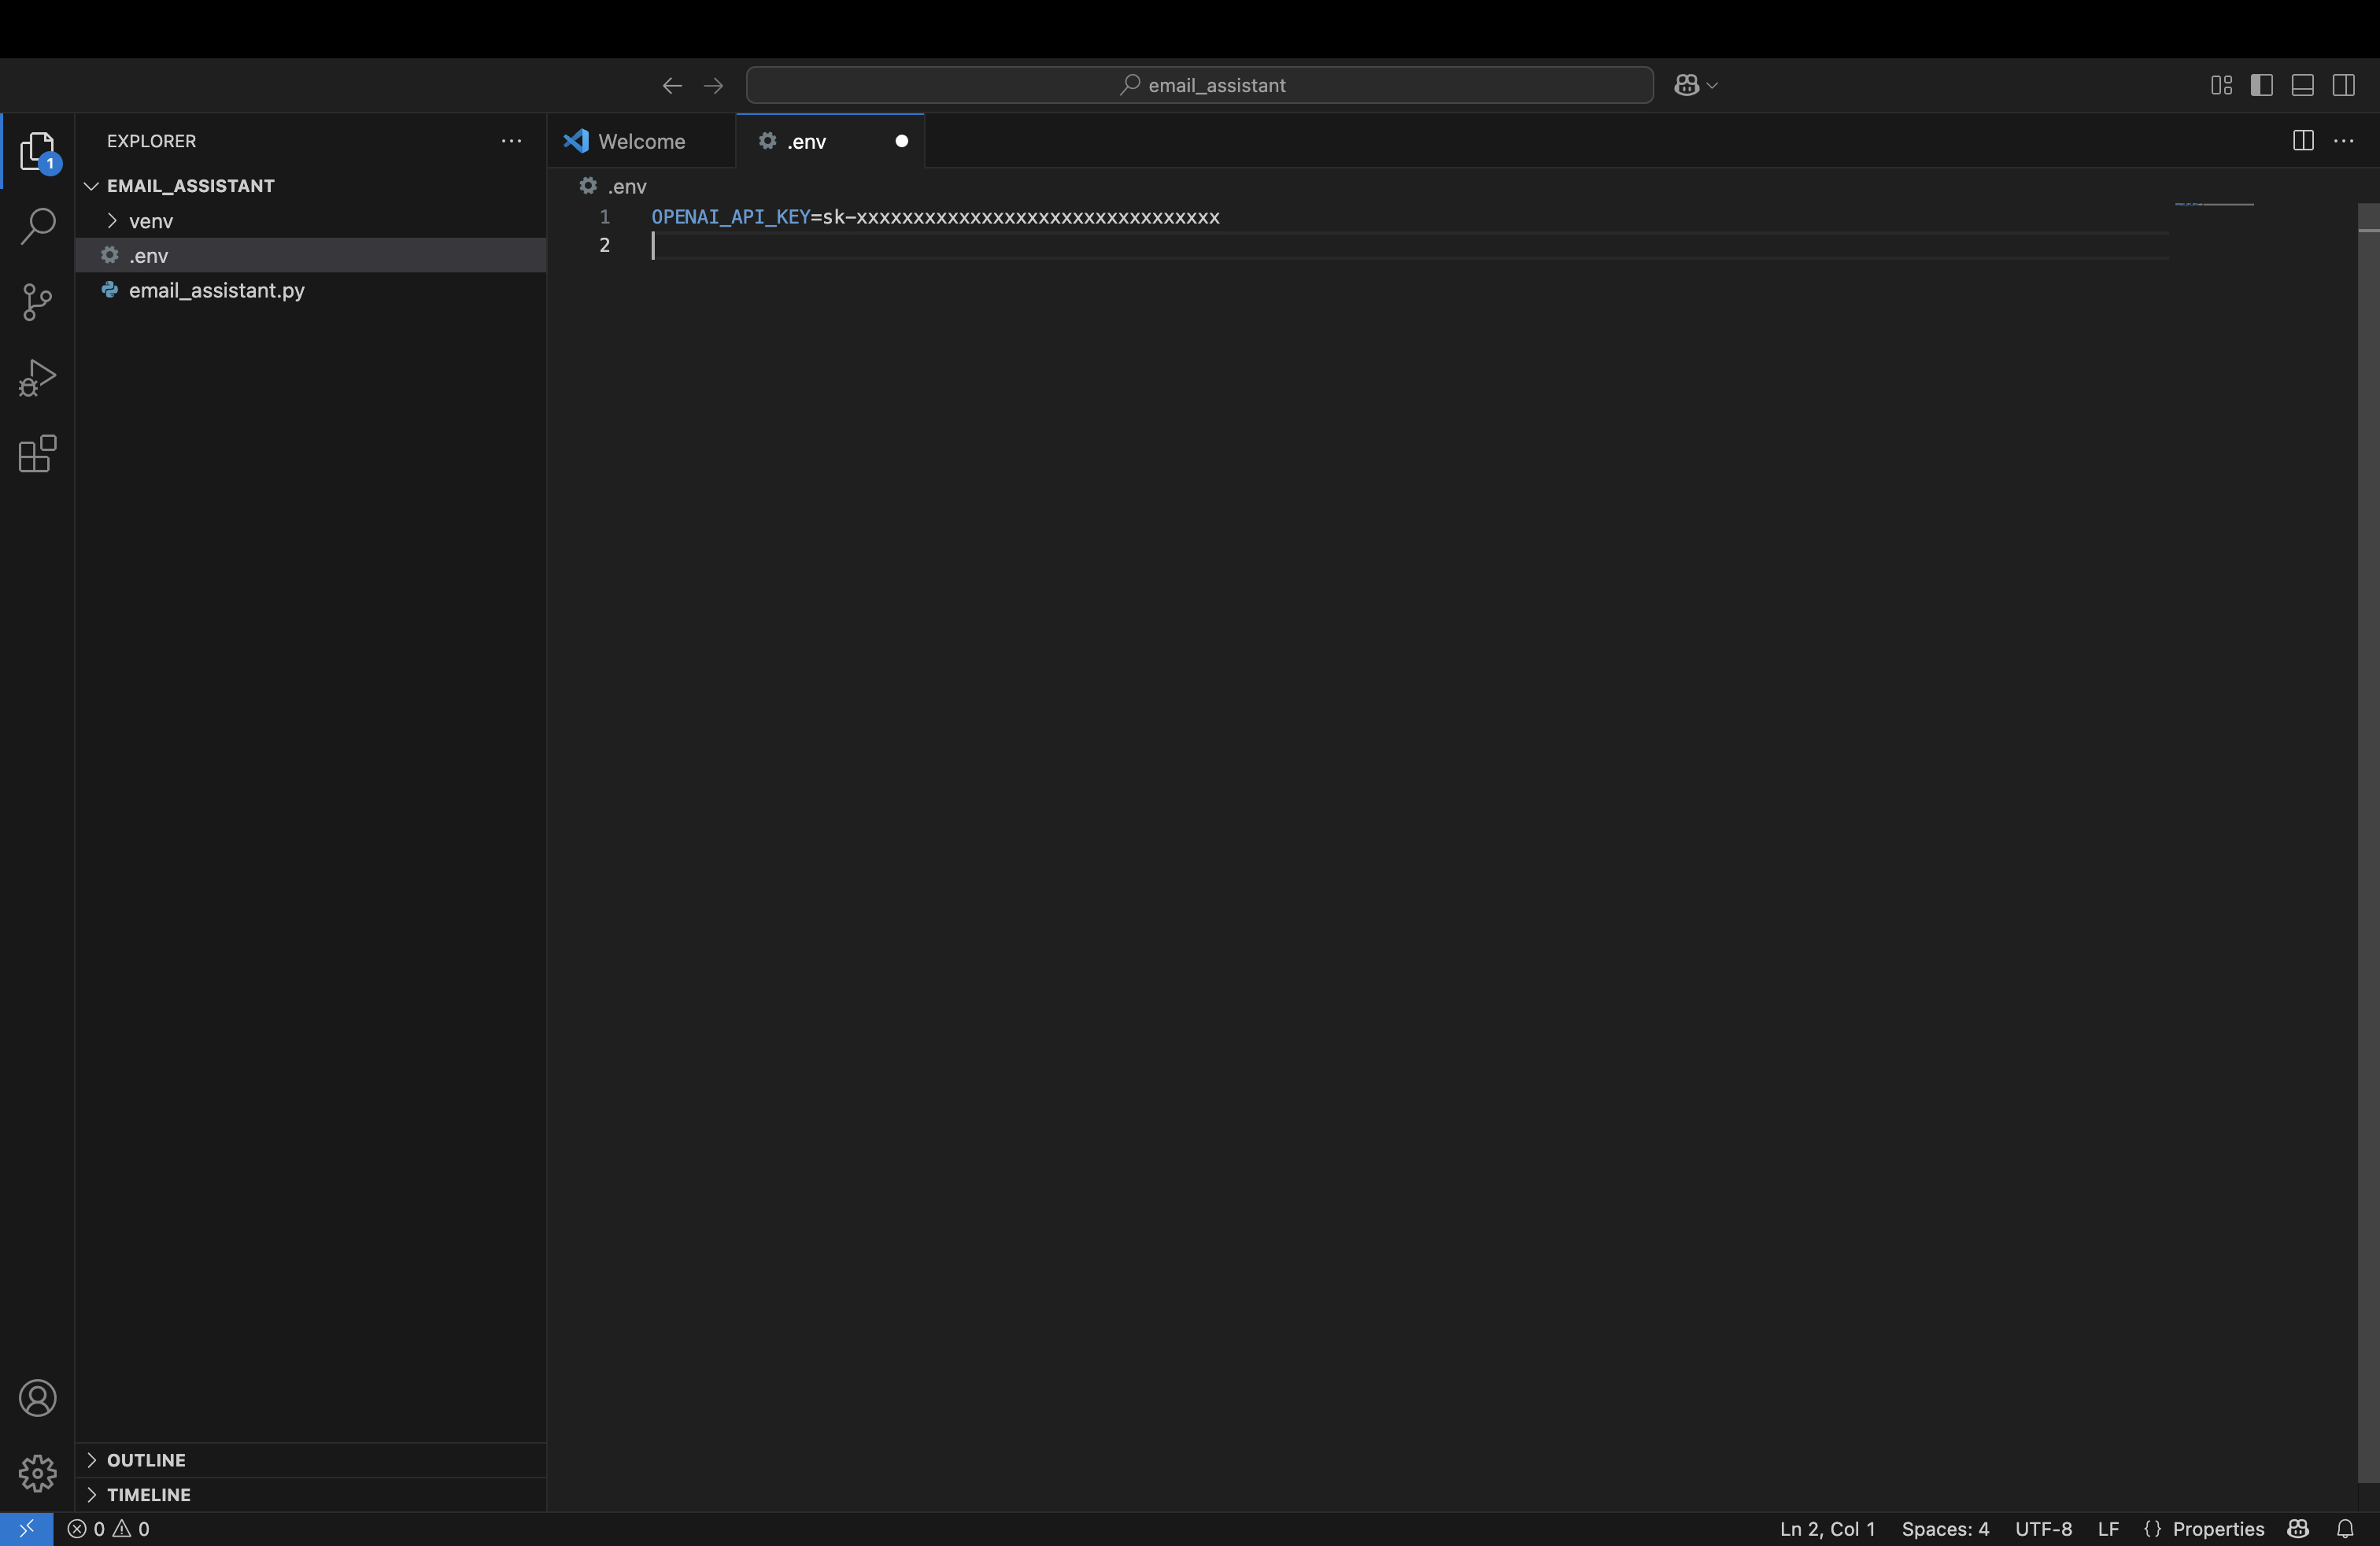 email_assistant
EXPLORER
1
EMAIL_ASSISTANT
venv
.env
email_assistant.py
OUTLINE
TIMELINE
Welcome
.env
.env
1 OPENAI_API_KEY=sk-xxxxxxxxxxxxxxxxxxxxxxxxxxxxxxxx
2
0 0
Ln 2, Col 1 Spaces: 4 UTF-8 LF {} Properties